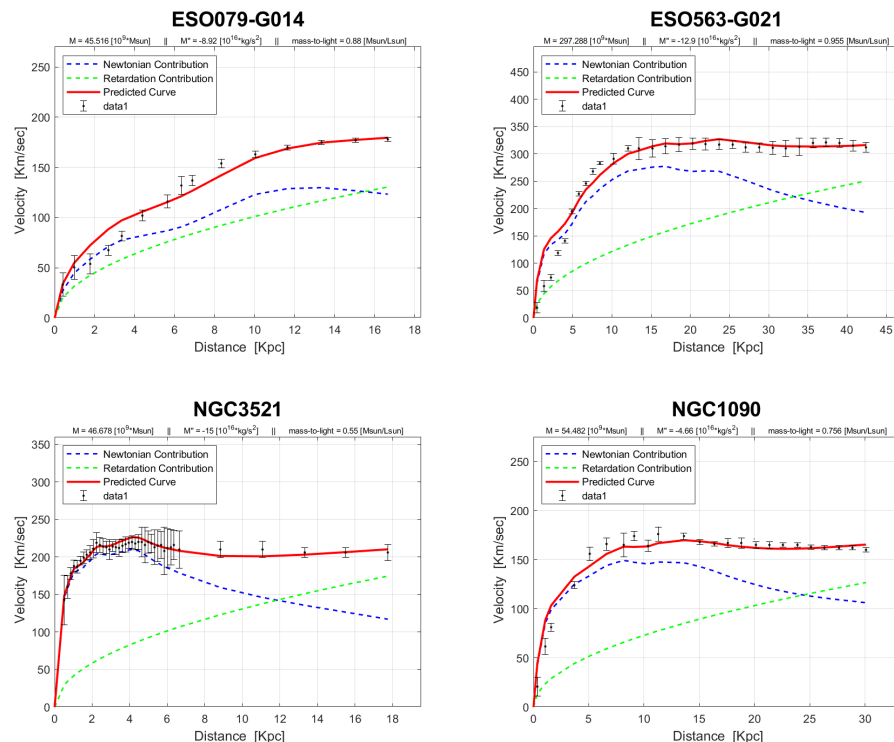 ESO079-G014
M = 45.516 [10^9*Msun] || M" = -8.92 [10^16*kg/s^2] || mass-to-light = 0.88 [Msun/Lsun]
Newtonian Contribution
Retardation Contribution
Predicted Curve
data1
250
200
150
100
50
0
Velocity [Km/sec]
0 2 4 6 8 10 12 14 16 18
Distance [Kpc]
ESO563-G021
M = 297.288 [10^9*Msun] || M" = -12.9 [10^16*kg/s^2] || mass-to-light = 0.955 [Msun/Lsun]
Newtonian Contribution
Retardation Contribution
Predicted Curve
data1
450
400
350
300
250
200
150
100
50
0
Velocity [Km/sec]
0 5 10 15 20 25 30 35 40 45
Distance [Kpc]
NGC3521
M = 46.678 [10^9*Msun] || M" = -15 [10^16*kg/s^2] || mass-to-light = 0.55 [Msun/Lsun]
Newtonian Contribution
Retardation Contribution
Predicted Curve
data1
350
300
250
200
150
100
50
0
Velocity [Km/sec]
0 2 4 6 8 10 12 14 16 18
Distance [Kpc]
NGC1090
M = 54.482 [10^9*Msun] || M" = -4.66 [10^16*kg/s^2] || mass-to-light = 0.756 [Msun/Lsun]
Newtonian Contribution
Retardation Contribution
Predicted Curve
data1
250
200
150
100
50
0
Velocity [Km/sec]
0 5 10 15 20 25 30
Distance [Kpc]